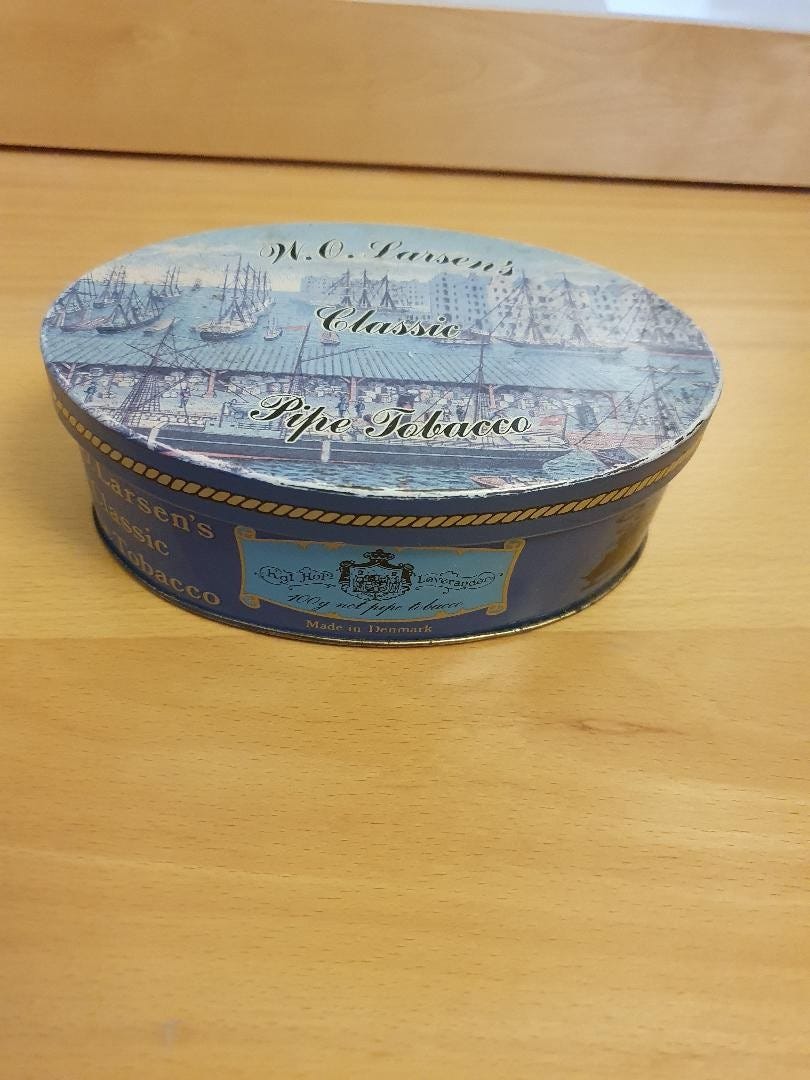 W.O. Larsen's
Classic
Pipe Tobacco
Larsen's
Classic
Tobacco
Kgl Hof
Leverandør
100g net pipe tobacco
Made in Denmark